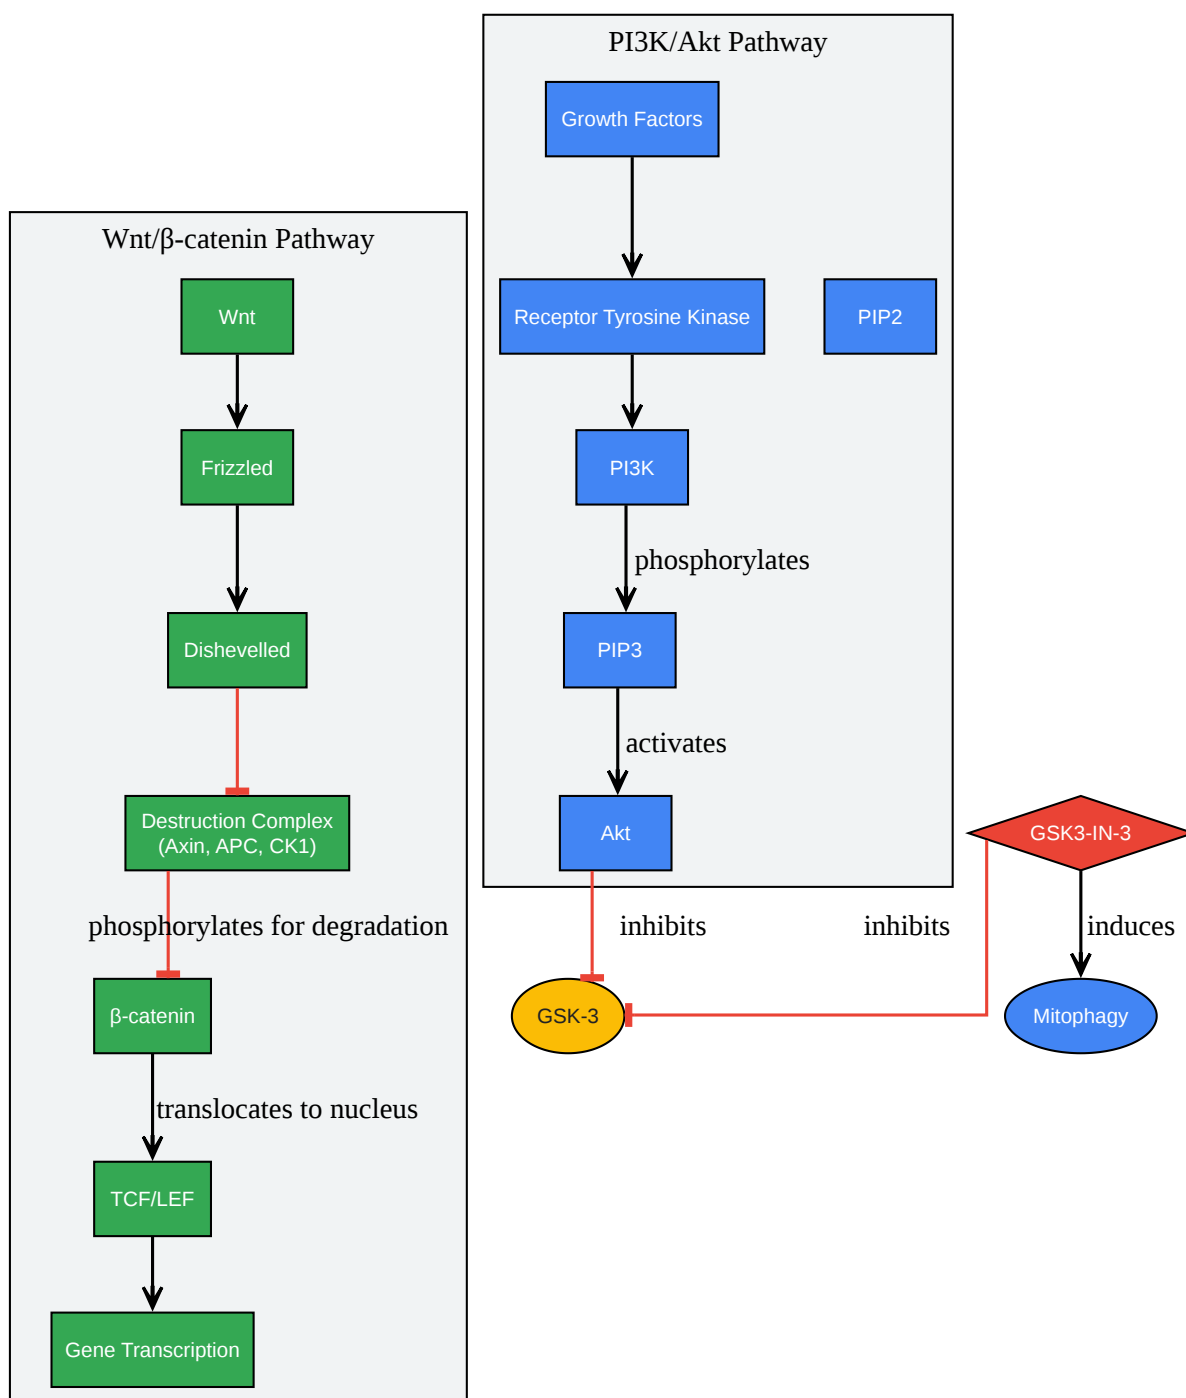 PI3K/Akt Pathway
Growth Factors
Wnt/β-catenin Pathway
Wnt
Receptor Tyrosine Kinase
PIP2
Frizzled
PI3K
phosphorylates
Dishevelled
PIP3
activates
Destruction Complex
(Axin, APC, CK1)
Akt
GSK3-IN-3
phosphorylates for degradation
inhibits
inhibits
induces
β-catenin
GSK-3
Mitophagy
translocates to nucleus
TCF/LEF
Gene Transcription